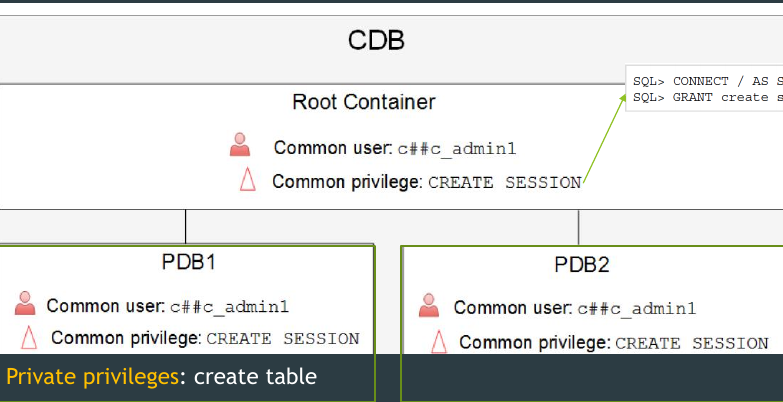 CDB
SQL> CONNECT / AS
SQL> GRANT create
Root Container
Common user: c##c_admin1
Common privilege: CREATE SESSION
PDB1
Common user: c##c_admin1
Common privilege: CREATE SESSION
PDB2
Common user: c##c_admin1
Common privilege: CREATE SESSION
Private privileges: create table